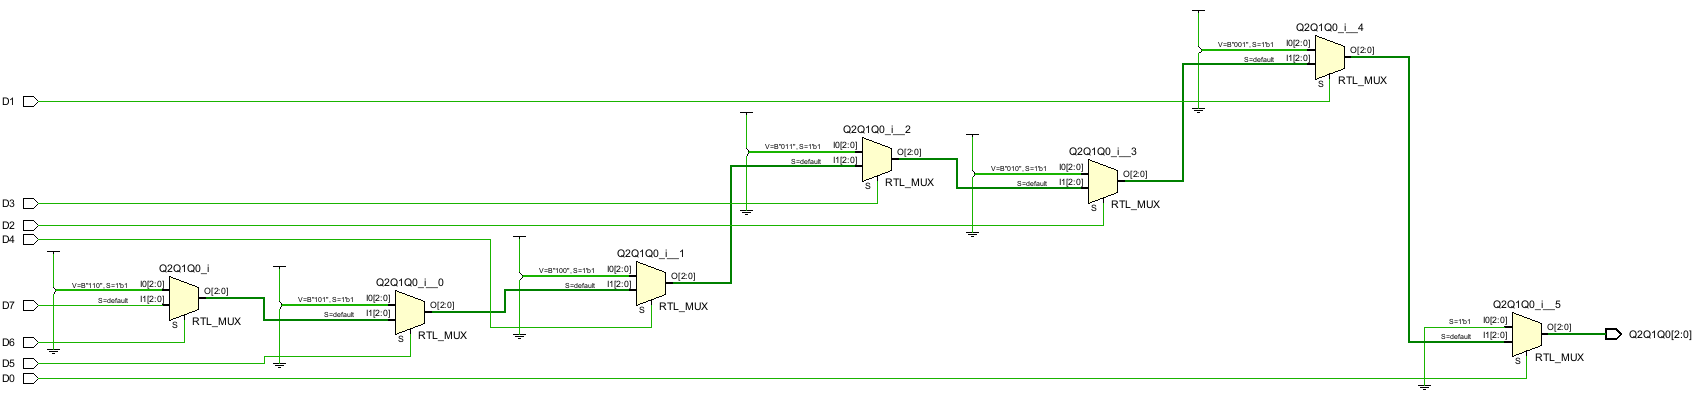 Q2Q1Q0_i__4
V=B"001", S=1'b1 I0[2:0]
O[2:0]
S=default I1[2:0]
S RTL_MUX
D1
Q2Q1Q0_i__2
V=B"011", S=1'b1 I0[2:0]
O[2:0]
S=default I1[2:0]
S RTL_MUX
Q2Q1Q0_i__3
V=B"010", S=1'b1 I0[2:0]
O[2:0]
S=default I1[2:0]
S RTL_MUX
D3
D2
D4
Q2Q1Q0_i__1
V=B"100", S=1'b1 I0[2:0]
O[2:0]
S=default I1[2:0]
S RTL_MUX
Q2Q1Q0_i
V=B"110", S=1'b1 I0[2:0]
O[2:0]
S=default I1[2:0]
S RTL_MUX
Q2Q1Q0_i__0
V=B"101", S=1'b1 I0[2:0]
O[2:0]
S=default I1[2:0]
S RTL_MUX
D7
D6
D5
D0
Q2Q1Q0_i__5
S=1'b1 I0[2:0]
O[2:0]
S=default I1[2:0]
S RTL_MUX
Q2Q1Q0[2:0]